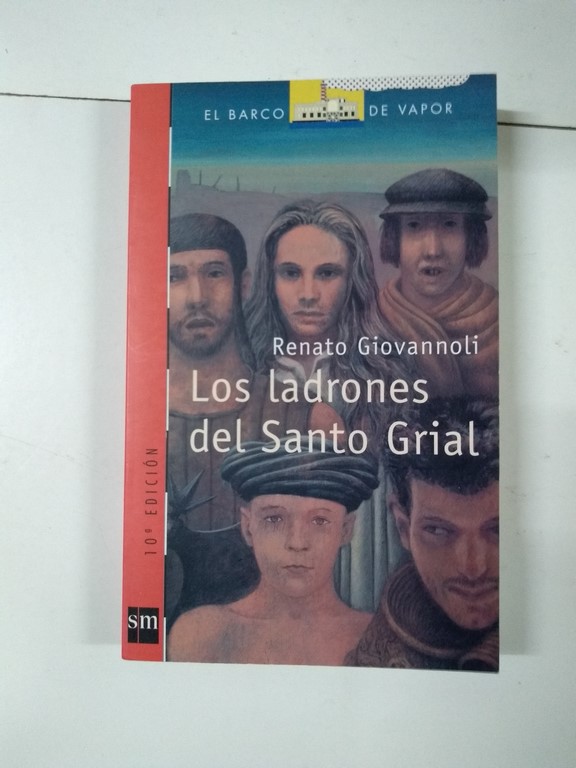 EL BARCO DE VAPOR
Renato Giovannoli
Los ladrones
del Santo Grial
10ª EDICIÓN
sm